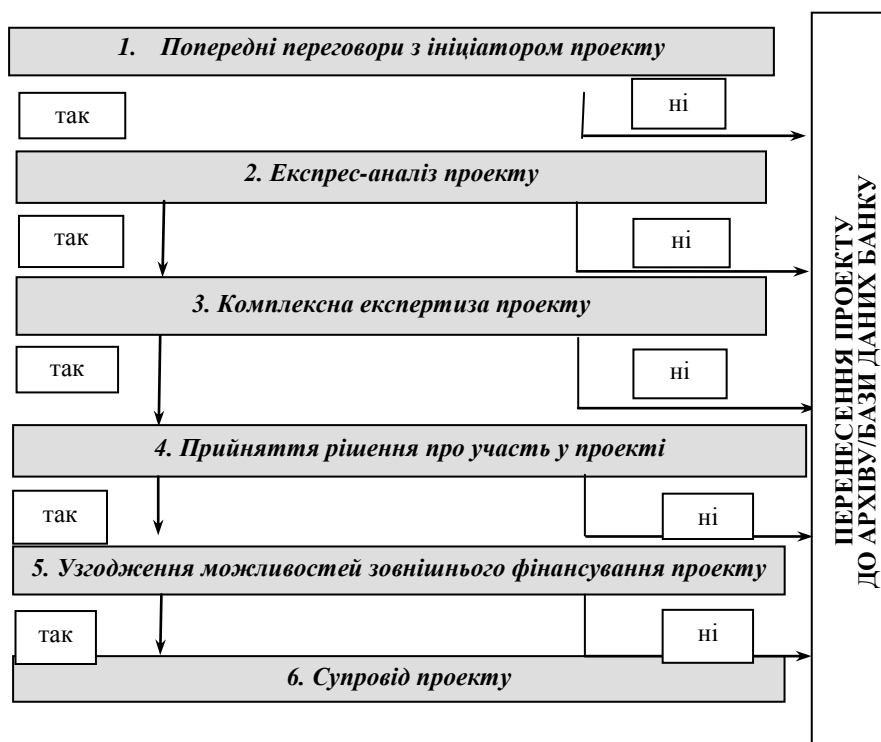 1. Попередні переговори з ініціатором проекту
так
ні
2. Експрес-аналіз проекту
так
ні
3. Комплексна експертиза проекту
так
ні
4. Прийняття рішення про участь у проекті
так
ні
5. Узгодження можливостей зовнішнього фінансування проекту
так
ні
6. Супровід проекту
ПЕРЕНЕСЕННЯ ПРОЕКТУ
ДО АРХІВУ/БАЗИ ДАНИХ БАНКУ